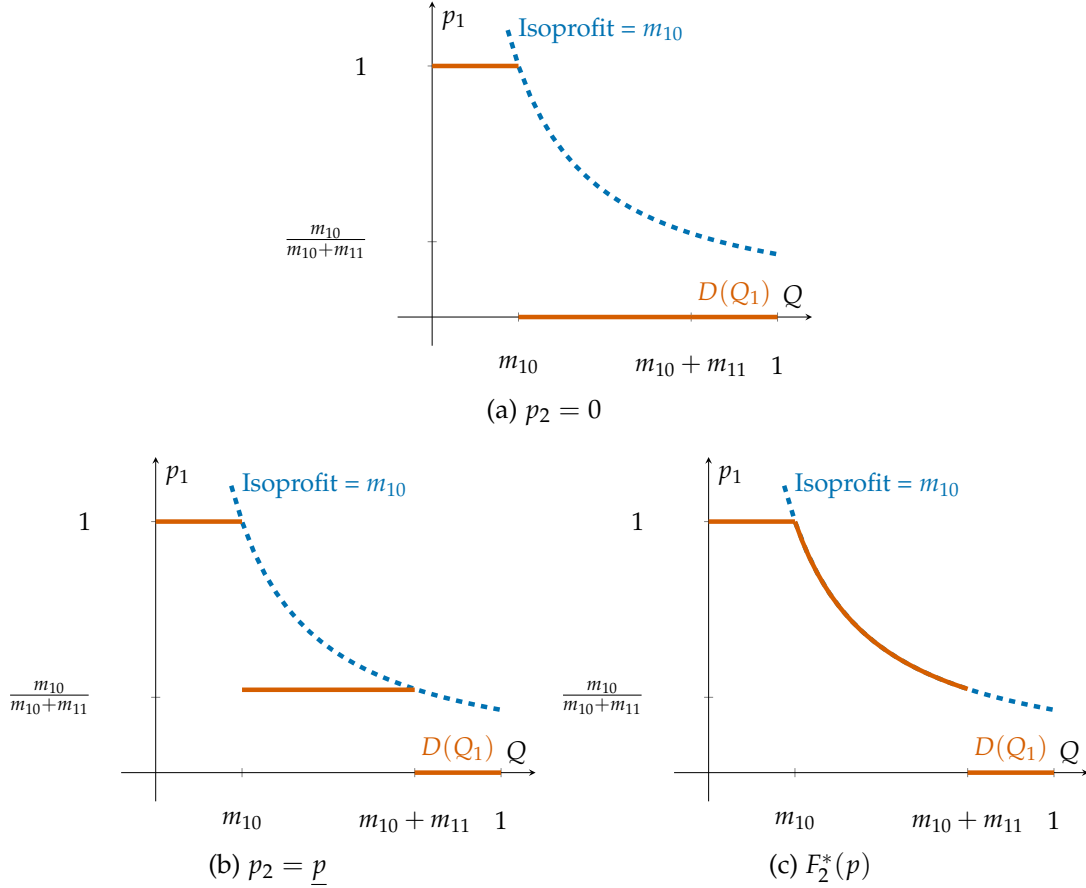 p₁
Isoprofit = m₁₀
1
m₁₀/(m₁₀+m₁₁)
D(Q₁) Q
m₁₀ m₁₀ + m₁₁ 1
(a) p₂ = 0
p₁
Isoprofit = m₁₀
1
m₁₀/(m₁₀+m₁₁)
D(Q₁) Q
m₁₀ m₁₀ + m₁₁ 1
(b) p₂ = p̲
p₁
Isoprofit = m₁₀
1
m₁₀/(m₁₀+m₁₁)
D(Q₁) Q
m₁₀ m₁₀ + m₁₁ 1
(c) F₂*(p)